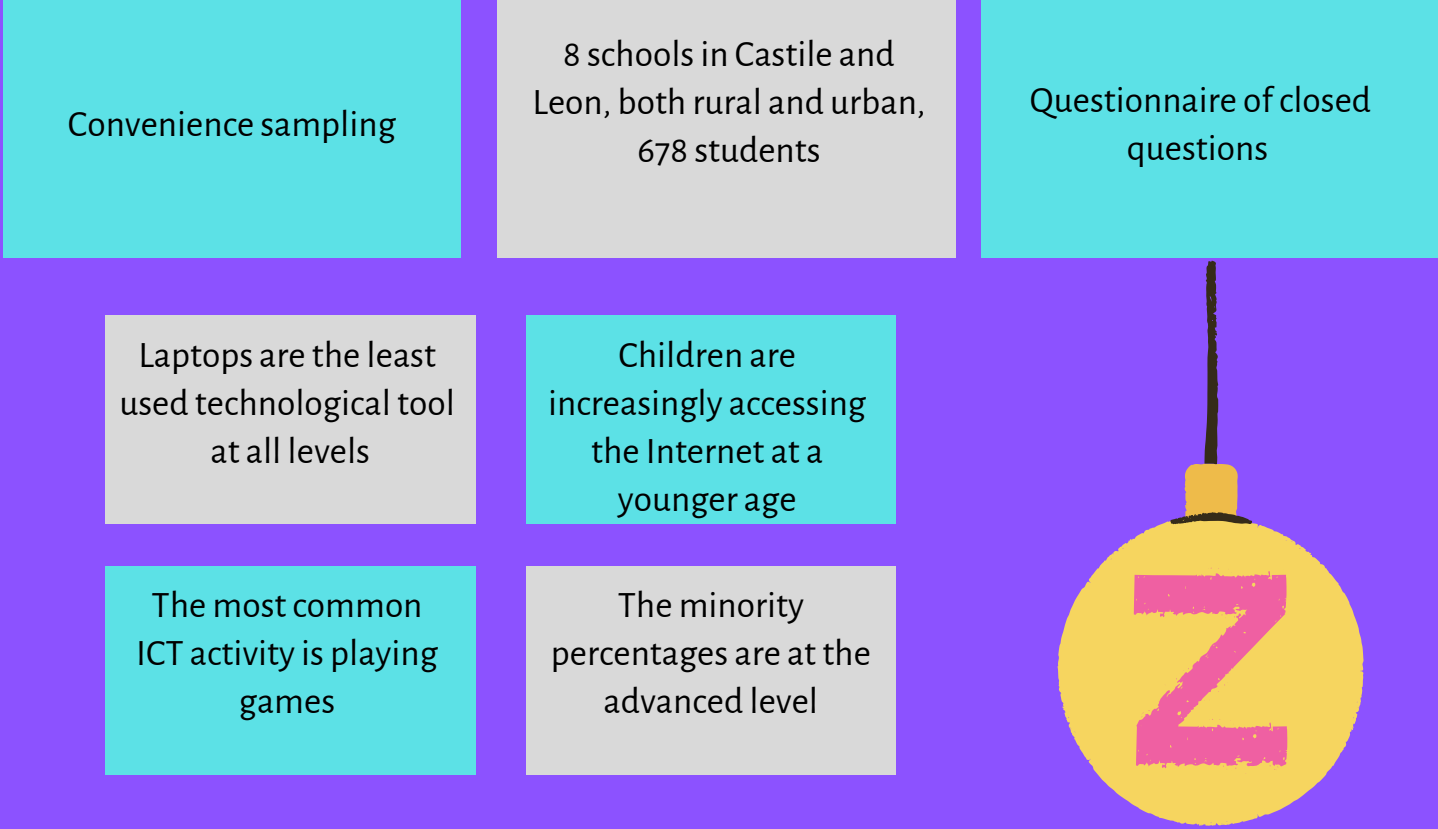 Convenience sampling
8 schools in Castile and
Leon, both rural and urban,
678 students
Questionnaire of closed
questions
Laptops are the least
used technological tool
at all levels
Children are
increasingly accessing
the Internet at a
younger age
The most common
ICT activity is playing
games
The minority
percentages are at the
advanced level
Z